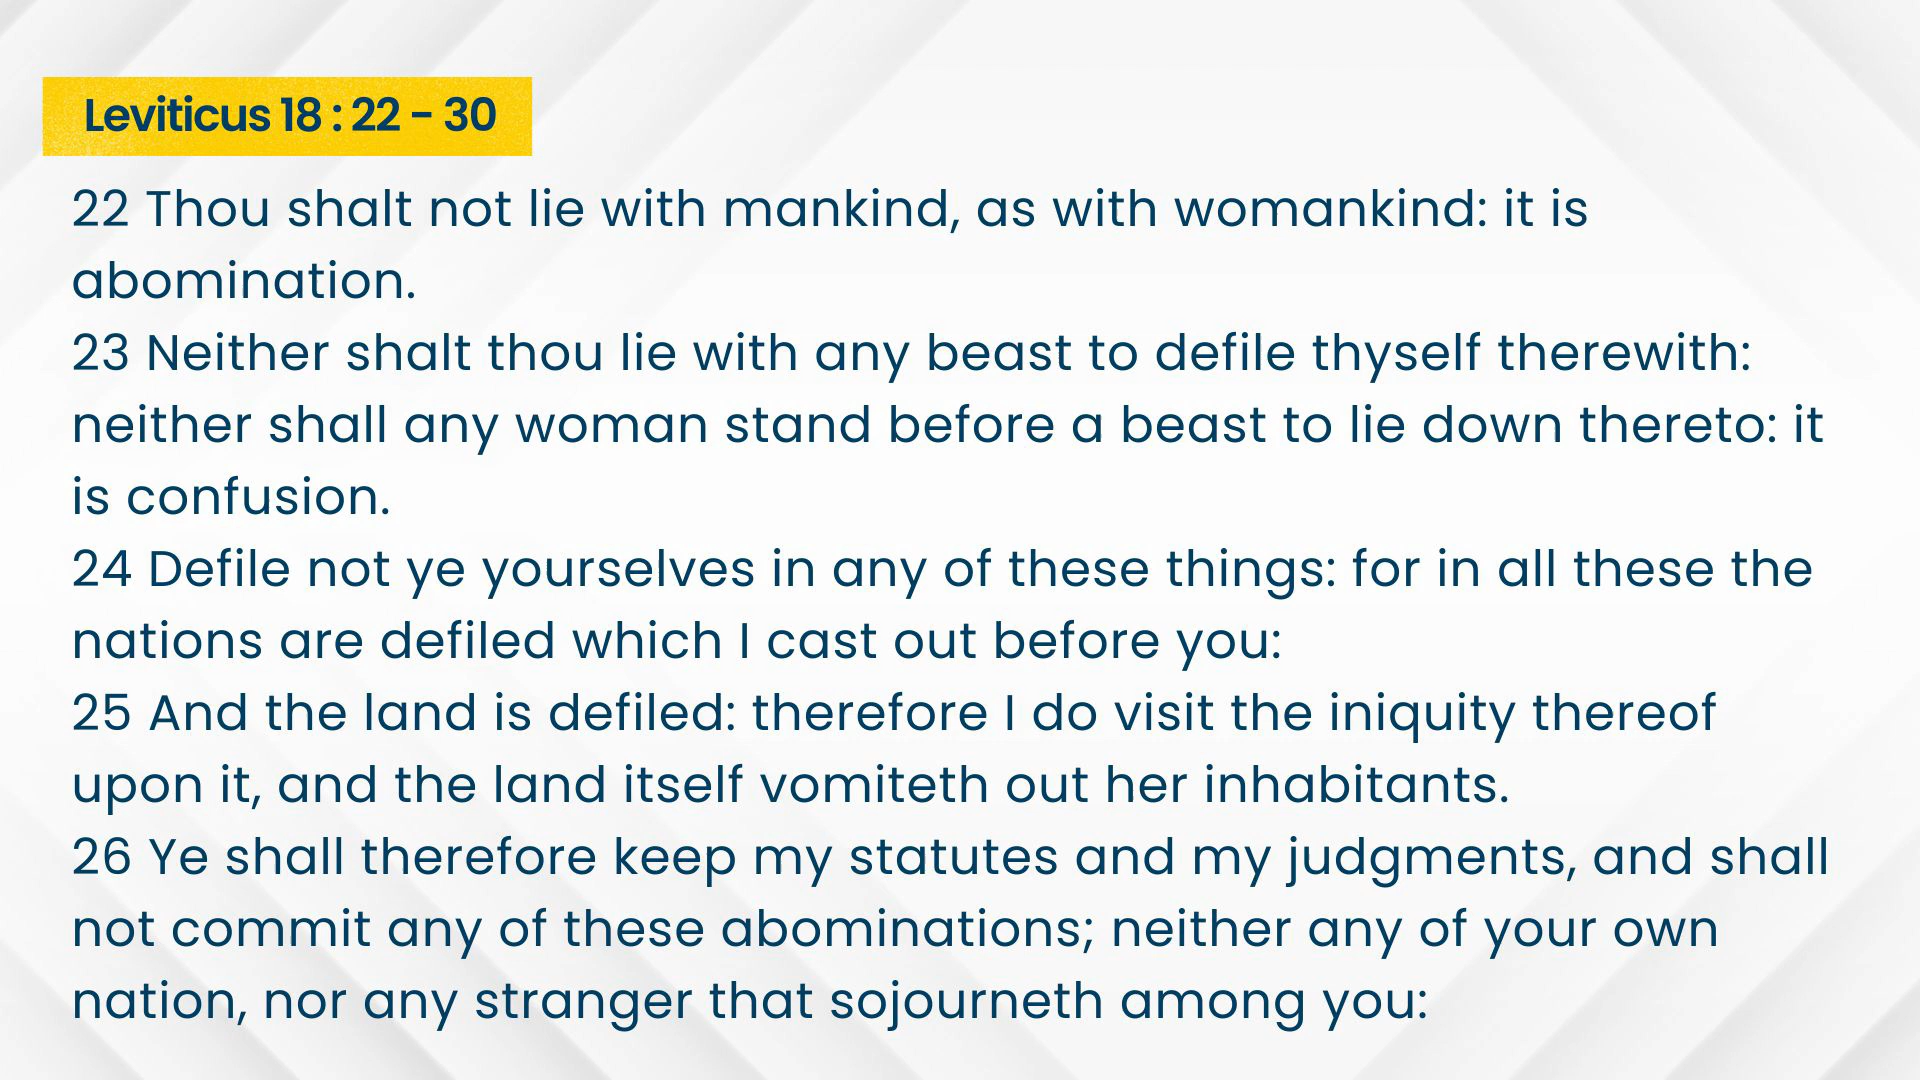 Leviticus 18 : 22 - 30
22 Thou shalt not lie with mankind, as with womankind: it is
abomination.
23 Neither shalt thou lie with any beast to defile thyself therewith:
neither shall any woman stand before a beast to lie down thereto: it
is confusion.
24 Defile not ye yourselves in any of these things: for in all these the
nations are defiled which I cast out before you:
25 And the land is defiled: therefore I do visit the iniquity thereof
upon it, and the land itself vomiteth out her inhabitants.
26 Ye shall therefore keep my statutes and my judgments, and shall
not commit any of these abominations; neither any of your own
nation, nor any stranger that sojourneth among you: